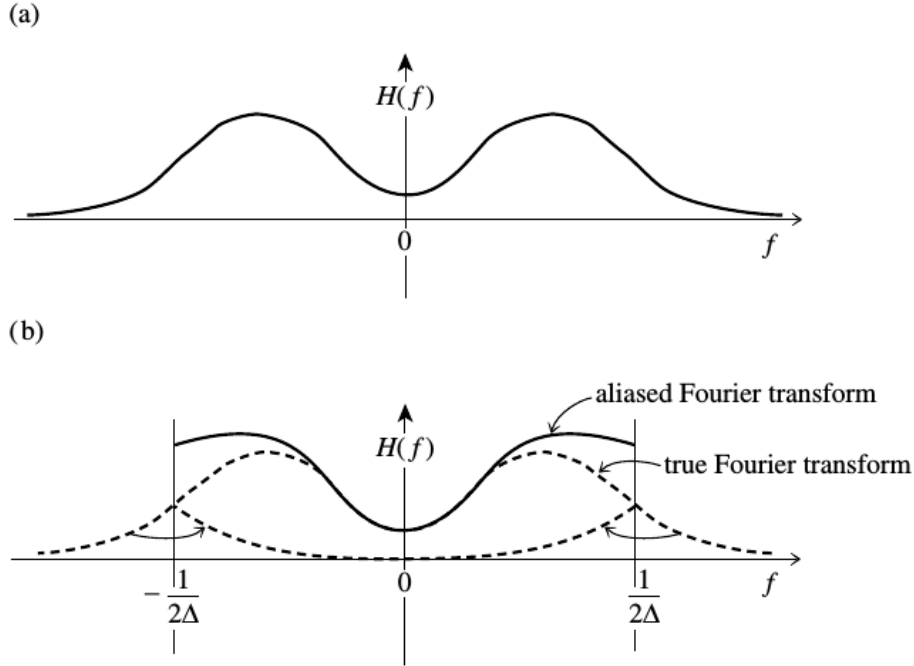 (a)
H(f)
0
f
(b)
aliased Fourier transform
H(f)
true Fourier transform
− 1/2Δ
0
1/2Δ
f